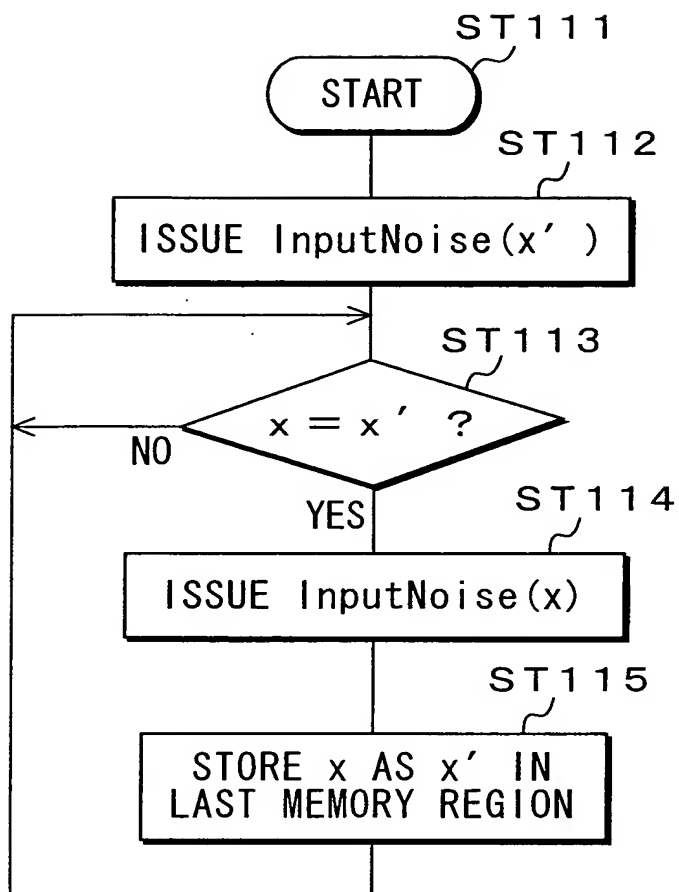 ST111
START
ST112
ISSUE InputNoise(x′ )
ST113
x = x ′ ?
NO
YES
ST114
ISSUE InputNoise(x)
ST115
STORE x AS x′ IN
LAST MEMORY REGION